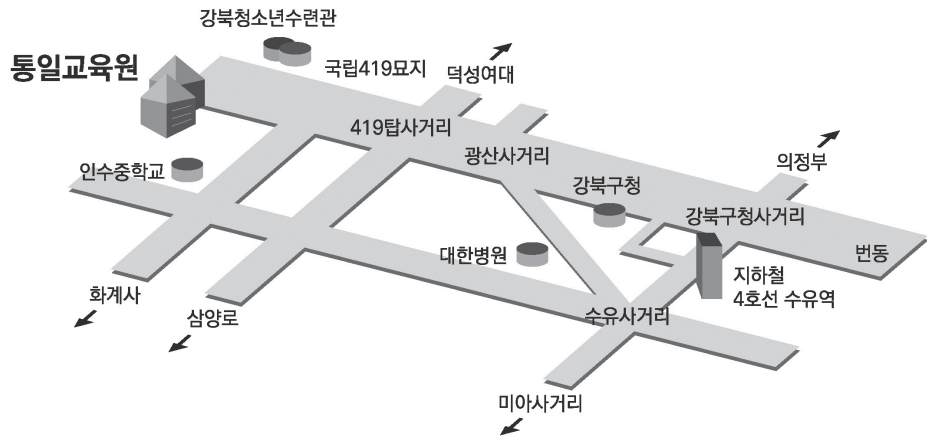 강북청소년수련관
통일교육원
국립419묘지
덕성여대
419탑사거리
광산사거리
의정부
인수중학교
강북구청
강북구청사거리
대한병원
번동
지하철
4호선 수유역
화계사
삼양로
수유사거리
미아사거리